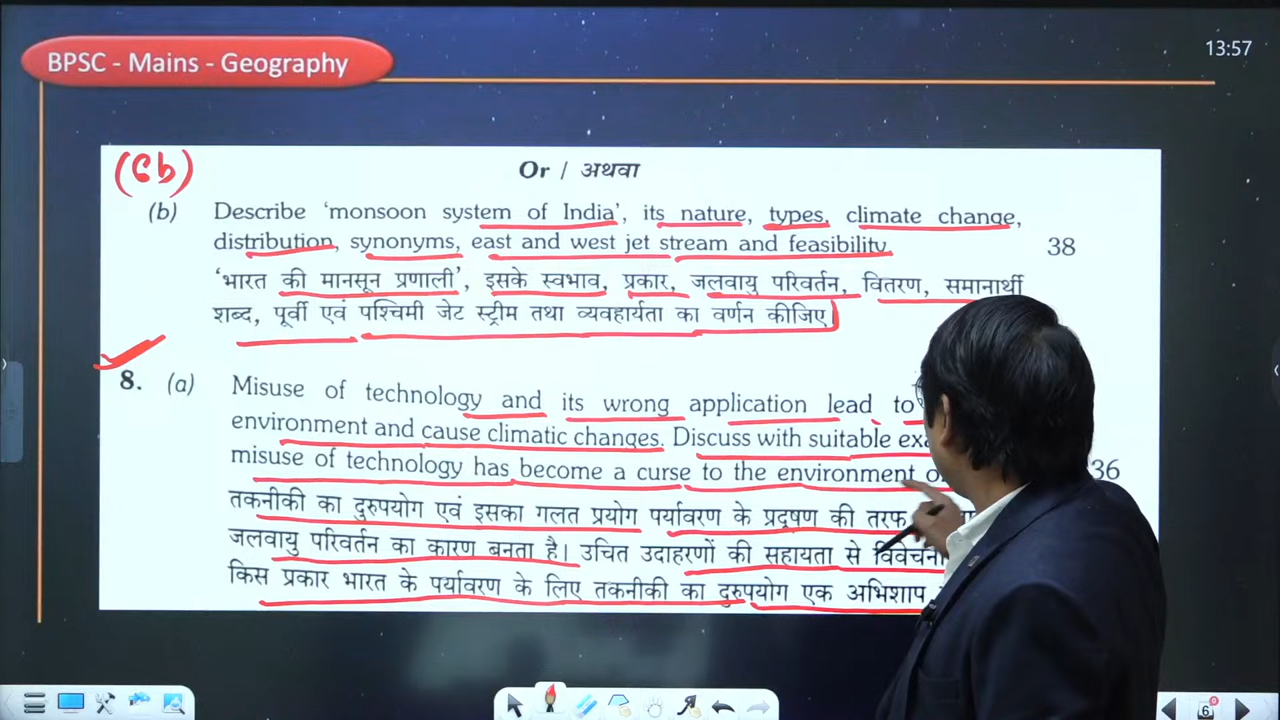 BPSC - Mains - Geography
13:57
(6b)
Or / अथवा
(b) Describe 'monsoon system of India', its nature, types, climate change,
distribution, synonyms, east and west jet stream and feasibility. 38
'भारत की मानसून प्रणाली', इसके स्वभाव, प्रकार, जलवायु परिवर्तन, वितरण, समानार्थी
शब्द, पूर्वी एवं पश्चिमी जेट स्ट्रीम तथा व्यवहार्यता का वर्णन कीजिए।
8. (a) Misuse of technology and its wrong application lead to
environment and cause climatic changes. Discuss with suitable
misuse of technology has become a curse to the environment 36
तकनीकी का दुरुपयोग एवं इसका गलत प्रयोग पर्यावरण के प्रदूषण की तरफ
जलवायु परिवर्तन का कारण बनता है। उचित उदाहरणों की सहायता से
किस प्रकार भारत के पर्यावरण के लिए तकनीकी का दुरुपयोग एक अभिशाप
6